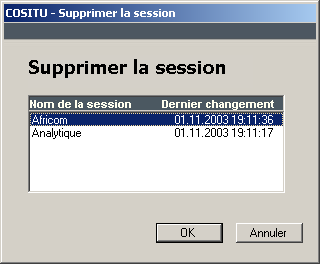 COSITU - Supprimer la session
Supprimer la session
Nom de la session Dernier changement
Africom 01.11.2003 19:11:36
Analytique 01.11.2003 19:11:17
OK Annuler